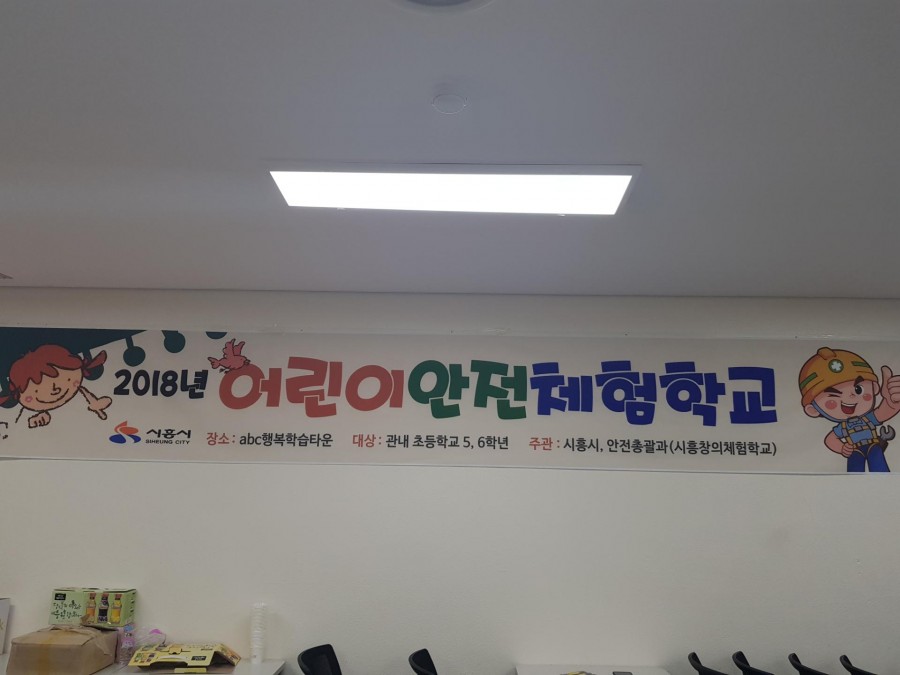 2018년 어린이안전체험학교
시흥시 장소 : abc행복학습타운 대상 : 관내 초등학교 5, 6학년 주관 : 시흥시, 안전총괄과(시흥창의체험학교)
SIHEUNG CITY